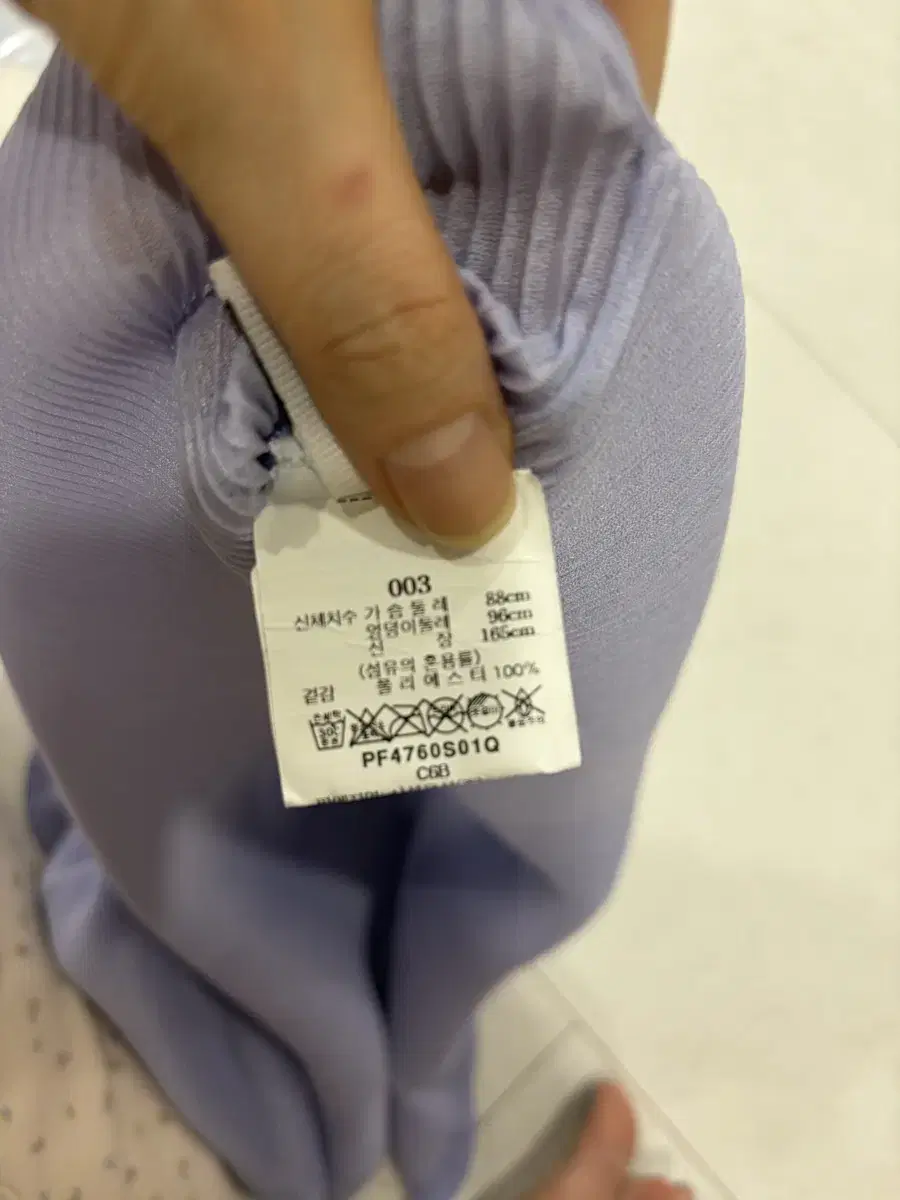 003
신체치수 가슴둘레 88cm
엉덩이둘레 96cm
신 장 165cm
(섬유의 혼용률)
겉감 폴리에스터 100%
PF4760S01Q
C6B